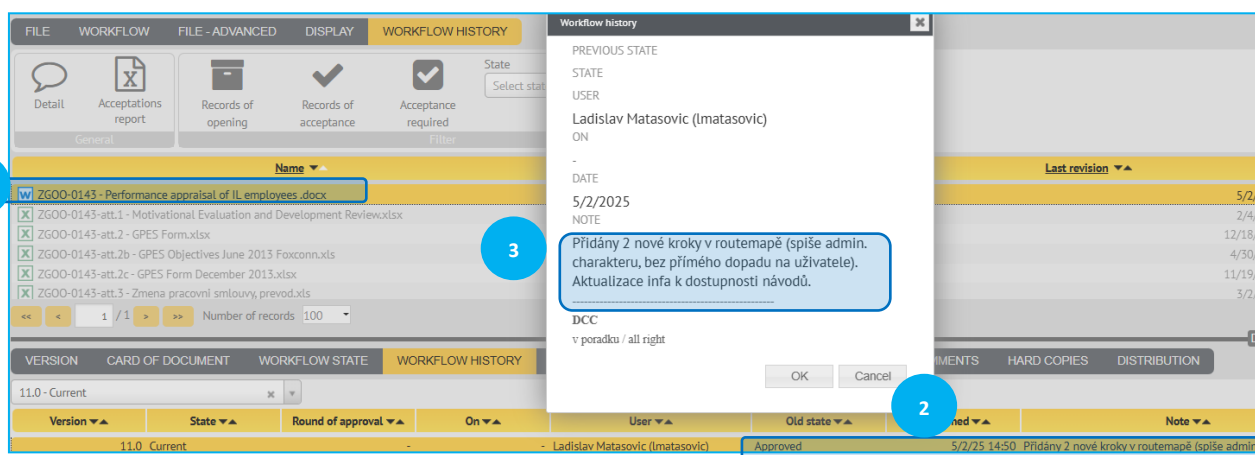 FILE WORKFLOW FILE - ADVANCED DISPLAY WORKFLOW HISTORY
Detail
Acceptations
report
Records of
opening
Records of
acceptance
Acceptance
required
State
Select stat
General
Filter
Name
Last revision
ZGOO-0143 - Performance appraisal of IL employees .docx 5/2/
ZGOO-0143-att.1 - Motivational Evaluation and Development Review.xlsx 2/4/
ZGOO-0143-att.2 - GPES Form.xlsx 12/18/
ZGOO-0143-att.2b - GPES Objectives June 2013 Foxconn.xls 4/30/
ZGOO-0143-att.2c - GPES Form December 2013.xlsx 11/19/
ZGOO-0143-att.3 - Zmena pracovni smlouvy, prevod.xls 3/2/
<< < 1 / 1 > >> Number of records 100
Workflow history
PREVIOUS STATE
STATE
USER
Ladislav Matasovic (lmatasovic)
ON
-
DATE
5/2/2025
NOTE
3
Přidány 2 nové kroky v routemapě (spíše admin.
charakteru, bez přímého dopadu na uživatele).
Aktualizace infa k dostupnosti návodů.
DCC
v poradku / all right
OK Cancel
2
VERSION CARD OF DOCUMENT WORKFLOW STATE WORKFLOW HISTORY MMENTS HARD COPIES DISTRIBUTION
11.0 - Current
Version State Round of approval On User Old state ned Note
11.0 Current - - Ladislav Matasovic (lmatasovic) Approved 5/2/25 14:50 Přidány 2 nové kroky v routemapě (spíše admin